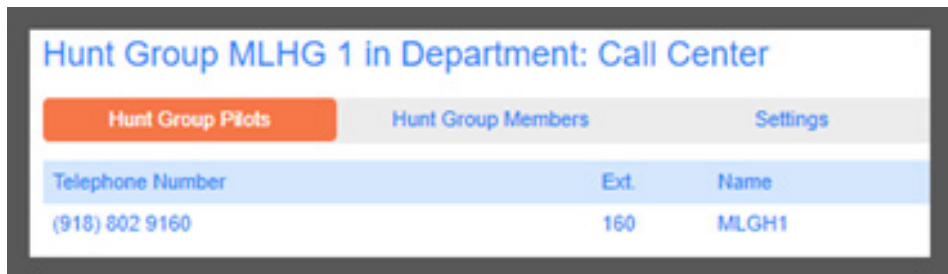 Hunt Group MLHG 1 in Department: Call Center
Hunt Group Pilots Hunt Group Members Settings
Telephone Number Ext. Name
(918) 802 9160 160 MLGH1